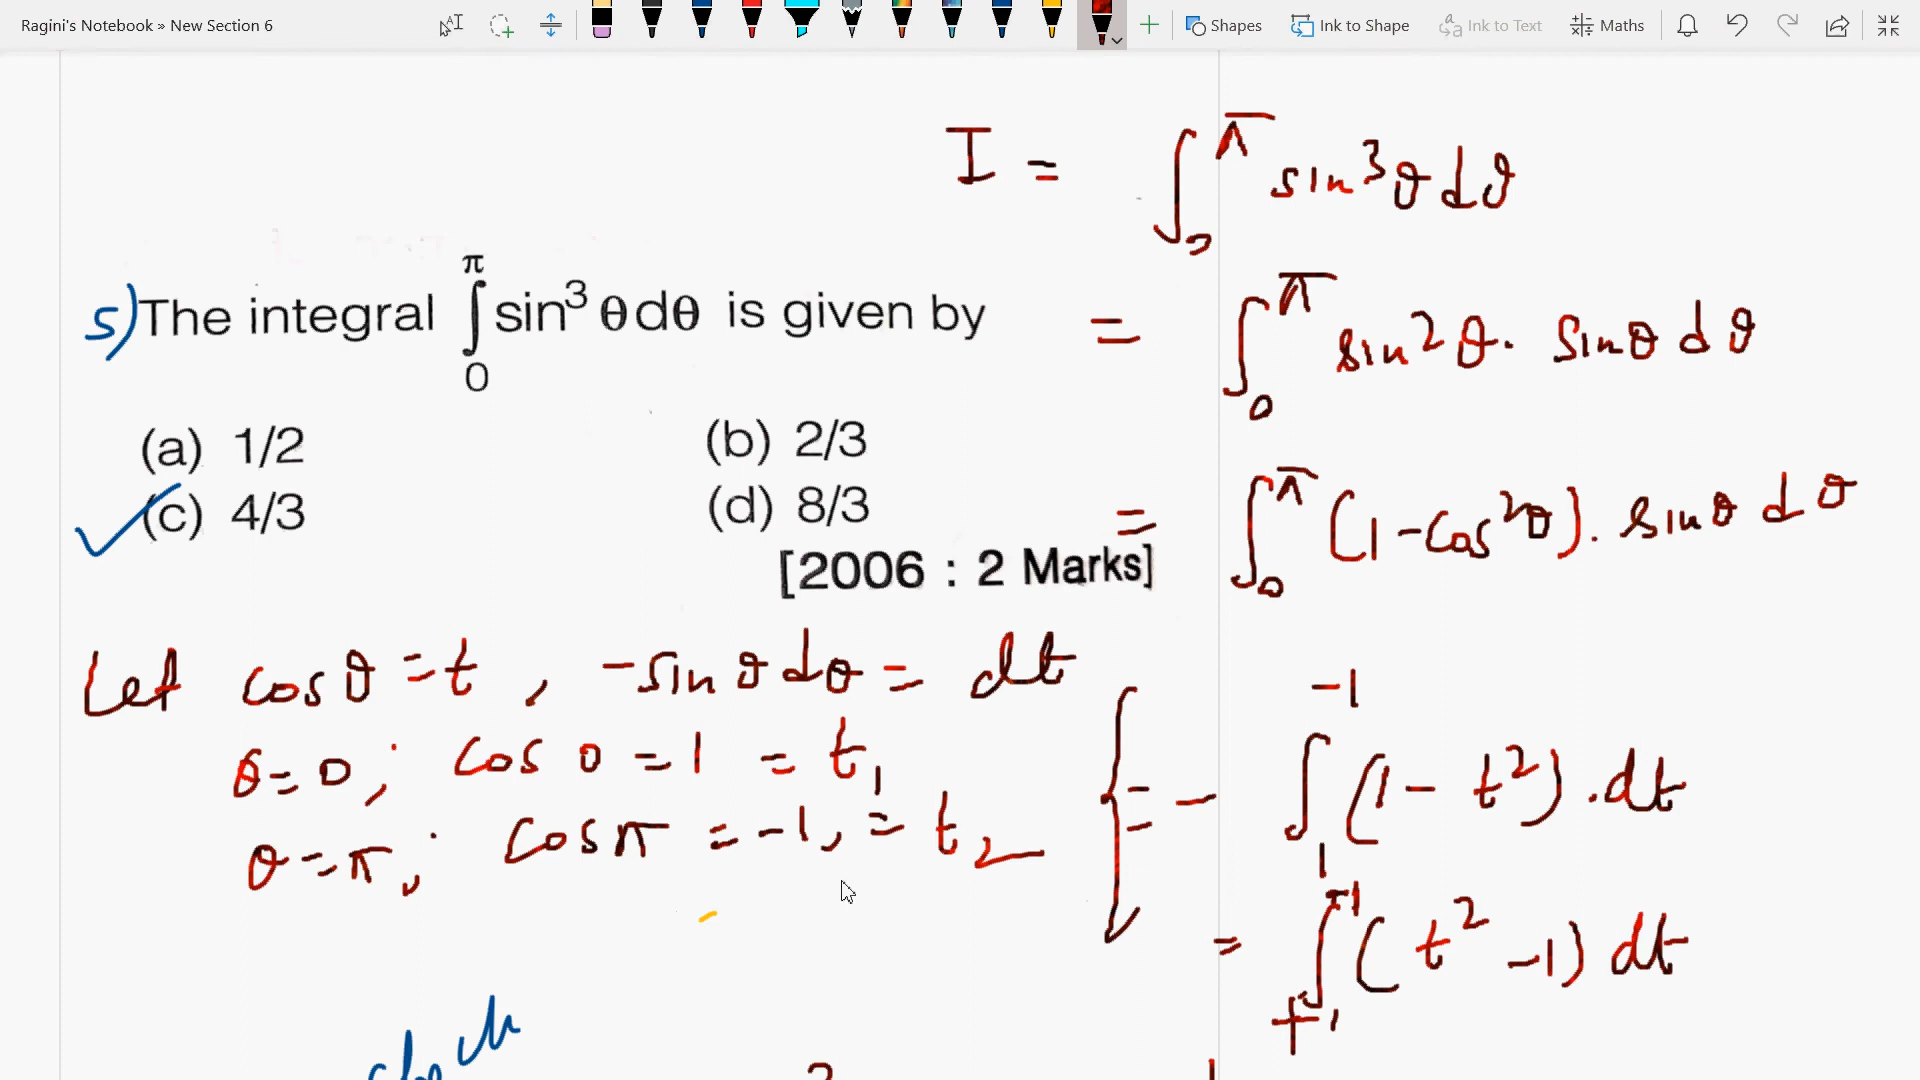 Ragini's Notebook » New Section 6
Shapes Ink to Shape Ink to Text Maths
I = ∫₀^π sin³θ dθ
5) The integral ∫₀^π sin³ θ dθ is given by
= ∫₀^π sin²θ · sinθ dθ
(a) 1/2 (b) 2/3
(c) 4/3 (d) 8/3
= ∫₀^π (1-cos²θ) . sinθ dθ
[2006 : 2 Marks]
Let cosθ = t , -sinθ dθ = dt
θ = 0 ; cos 0 = 1 = t₁
θ = π ; cos π = -1, = t₂
= - ∫₁^-1 (1 - t²) . dt
= ∫₊₁^-1 (t² - 1) dt